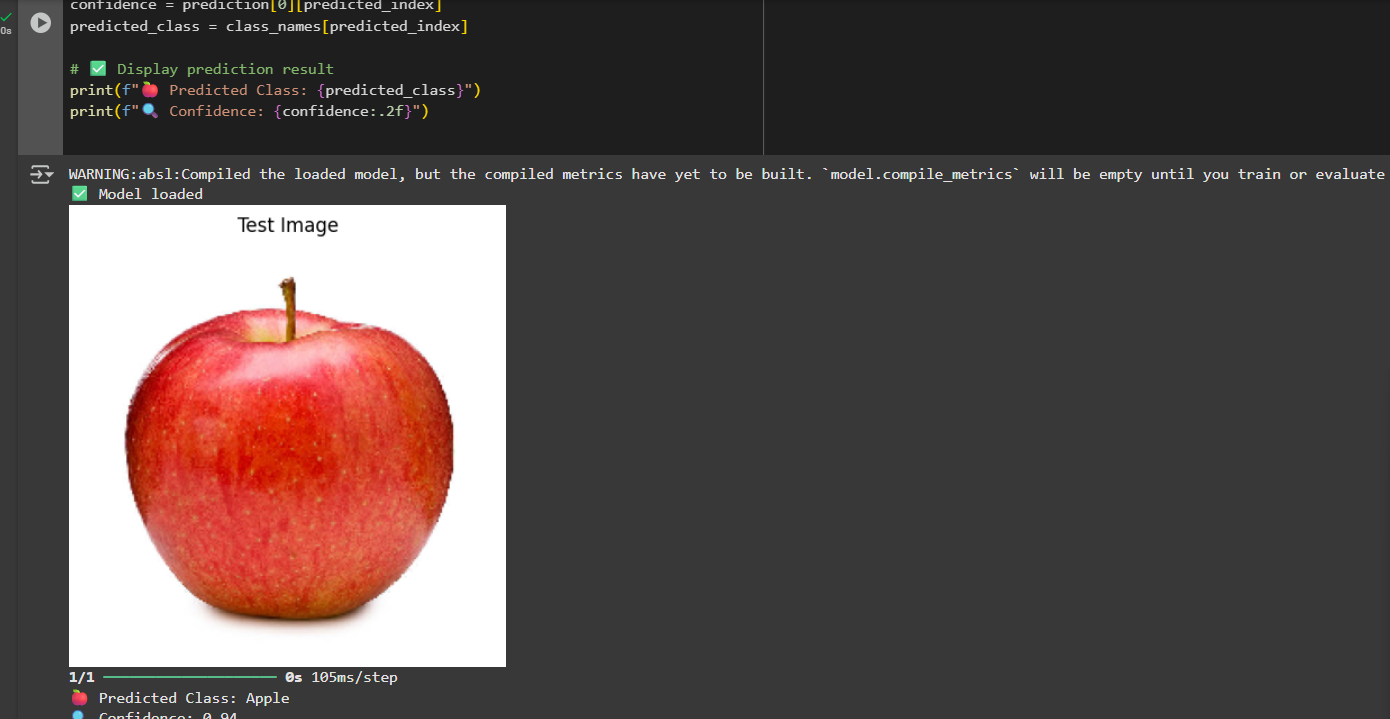 confidence = prediction[0][predicted_index]
0s
predicted_class = class_names[predicted_index]
# ✅ Display prediction result
print(f"🍎 Predicted Class: {predicted_class}")
print(f"🔍 Confidence: {confidence:.2f}")
WARNING:absl:Compiled the loaded model, but the compiled metrics have yet to be built. `model.compile_metrics` will be empty until you train or evaluate
✅ Model loaded
Test Image
1/1 ━━━━━━━━━━━━━━━━━━━━ 0s 105ms/step
🍎 Predicted Class: Apple
🔍 Confidence: 0.94